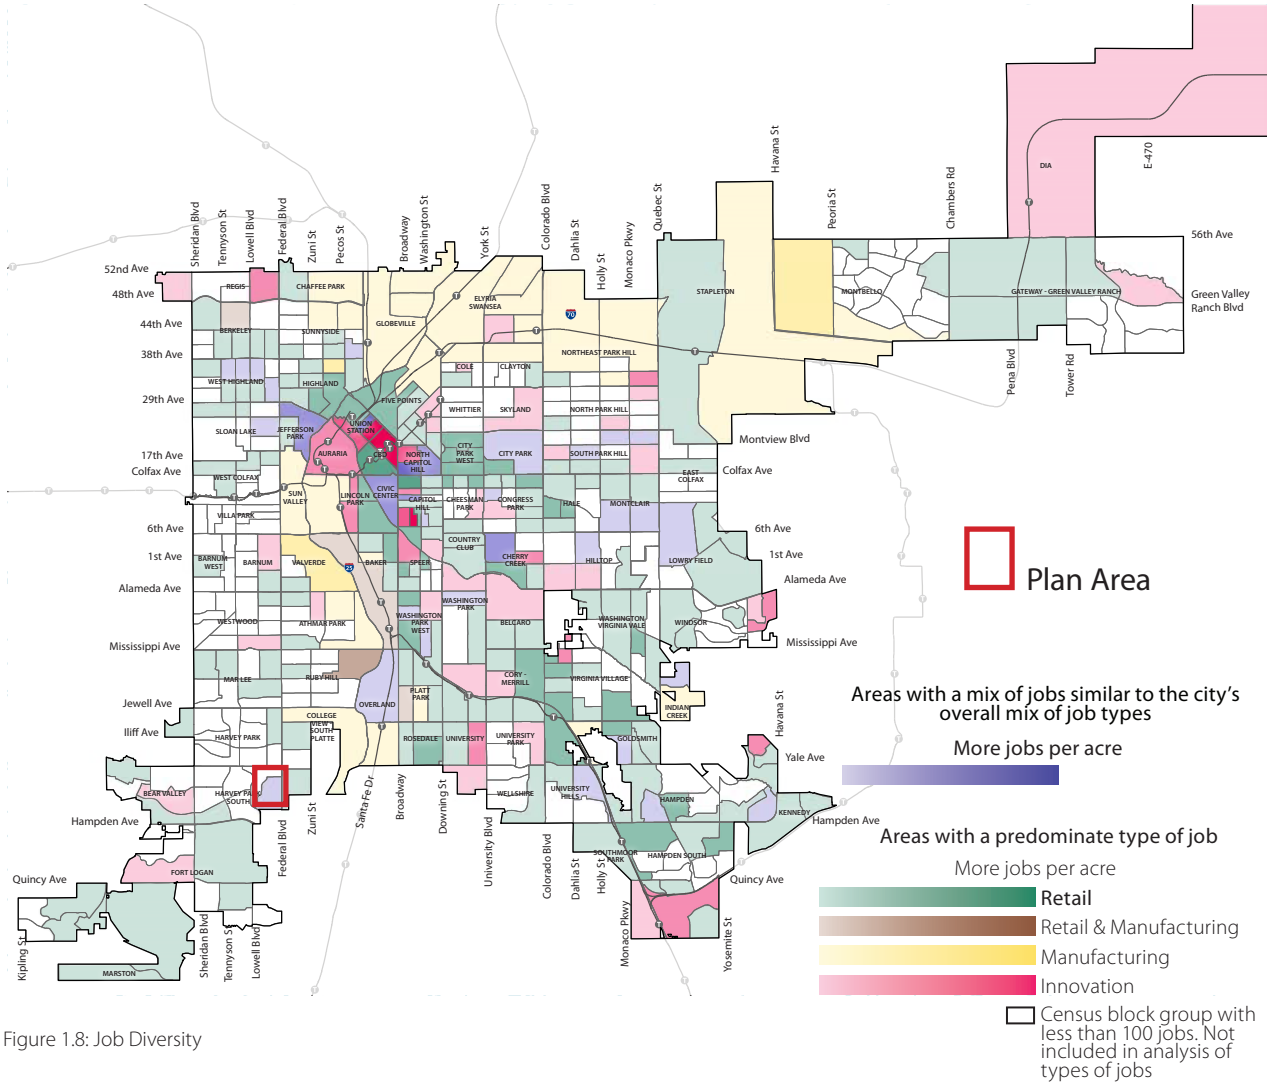 Sheridan Blvd
Tennyson St
Lowell Blvd
Federal Blvd
Zuni St
Pecos St
Broadway
Washington St
York St
Colorado Blvd
Dahlia St
Holly St
Monaco Pkwy
Quebec St
Havana St
Peoria St
Chambers Rd
E-470
DIA
56th Ave
52nd Ave
48th Ave
44th Ave
38th Ave
29th Ave
17th Ave
Colfax Ave
6th Ave
1st Ave
Alameda Ave
Mississippi Ave
Jewell Ave
Iliff Ave
Hampden Ave
Quincy Ave
Green Valley
Ranch Blvd
Pena Blvd
Tower Rd
Montview Blvd
Colfax Ave
6th Ave
1st Ave
Alameda Ave
Mississippi Ave
Havana St
Yale Ave
Hampden Ave
Quincy Ave
REGIS
CHAFFEE PARK
GLOBEVILLE
ELYRIA
SWANSEA
70
STAPLETON
MONTBELLO
GATEWAY - GREEN VALLEY RANCH
BERKELEY
SUNNYSIDE
NORTHEAST PARK HILL
WEST HIGHLAND
HIGHLAND
COLE
CLAYTON
FIVE POINTS
WHITTIER
SKYLAND
NORTH PARK HILL
SLOAN LAKE
JEFFERSON
PARK
UNION
STATION
AURARIA
CBD
NORTH
CAPITOL
HILL
CITY
PARK
WEST
CITY PARK
SOUTH PARK HILL
EAST
COLFAX
WEST COLFAX
SUN
VALLEY
LINCOLN
PARK
CIVIC
CENTER
CAPITOL
HILL
CHEESMAN
PARK
CONGRESS
PARK
HALE
MONTCLAIR
VILLA PARK
BARNUM
WEST
BARNUM
VALVERDE
25
BAKER
SPEER
COUNTRY
CLUB
CHERRY
CREEK
HILLTOP
LOWRY FIELD
WESTWOOD
ATHMAR PARK
WASHINGTON
PARK
WEST
WASHINGTON
PARK
BELCARO
WASHINGTON
VIRGINIA VALE
WINDSOR
MAR LEE
RUBY HILL
OVERLAND
PLATT
PARK
CORY -
MERRILL
VIRGINIA VILLAGE
INDIAN
CREEK
HARVEY PARK
COLLEGE
VIEW
SOUTH
PLATTE
ROSEDALE
UNIVERSITY
UNIVERSITY
PARK
GOLDSMITH
BEAR VALLEY
HARVEY PARK
SOUTH
WELLSHIRE
UNIVERSITY
HILLS
HAMPDEN
KENNEDY
SOUTHMOOR
PARK
HAMPDEN SOUTH
FORT LOGAN
MARSTON
Kipling St
Sheridan Blvd
Tennyson St
Lowell Blvd
Federal Blvd
Zuni St
Santa Fe Dr
Broadway
Downing St
University Blvd
Colorado Blvd
Dahlia St
Holly St
Monaco Pkwy
Yosemite St
Plan Area
Areas with a mix of jobs similar to the city's
overall mix of job types
More jobs per acre
Areas with a predominate type of job
More jobs per acre
Retail
Retail & Manufacturing
Manufacturing
Innovation
Census block group with
less than 100 jobs. Not
included in analysis of
types of jobs
Figure 1.8: Job Diversity